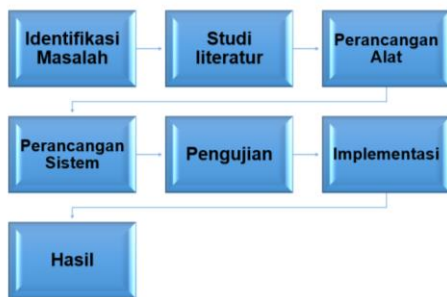 Identifikasi
Masalah
Studi
literatur
Perancangan
Alat
Perancangan
Sistem
Pengujian
Implementasi
Hasil